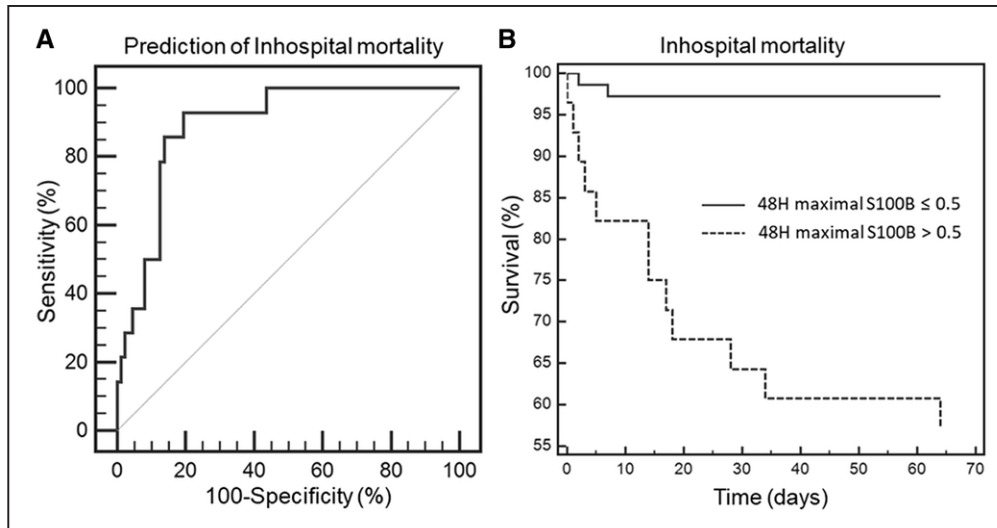 A
Prediction of Inhospital mortality
100
80
60
40
20
0
Sensitivity (%)
0 20 40 60 80 100
100-Specificity (%)
B
Inhospital mortality
100
95
90
85
80
75
70
65
60
55
Survival (%)
48H maximal S100B ≤ 0.5
48H maximal S100B > 0.5
0 10 20 30 40 50 60 70
Time (days)